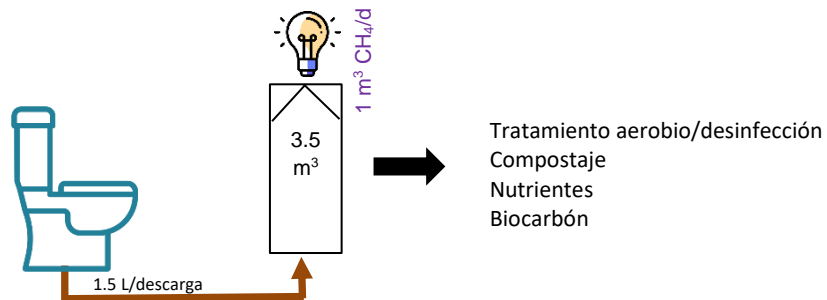 1 m³ CH₄/d
3.5
m³
1.5 L/descarga
Tratamiento aerobio/desinfección
Compostaje
Nutrientes
Biocarbón